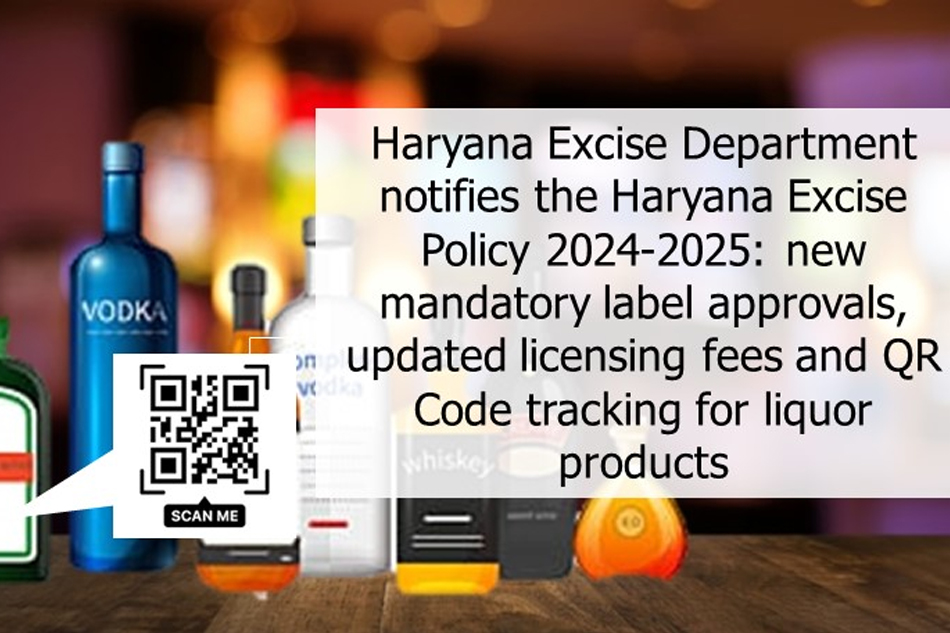 Haryana Excise Department
notifies the Haryana Excise
Policy 2024-2025: new
mandatory label approvals,
updated licensing fees and QR
Code tracking for liquor
products
VODKA
vodka
whiskey
SCAN ME